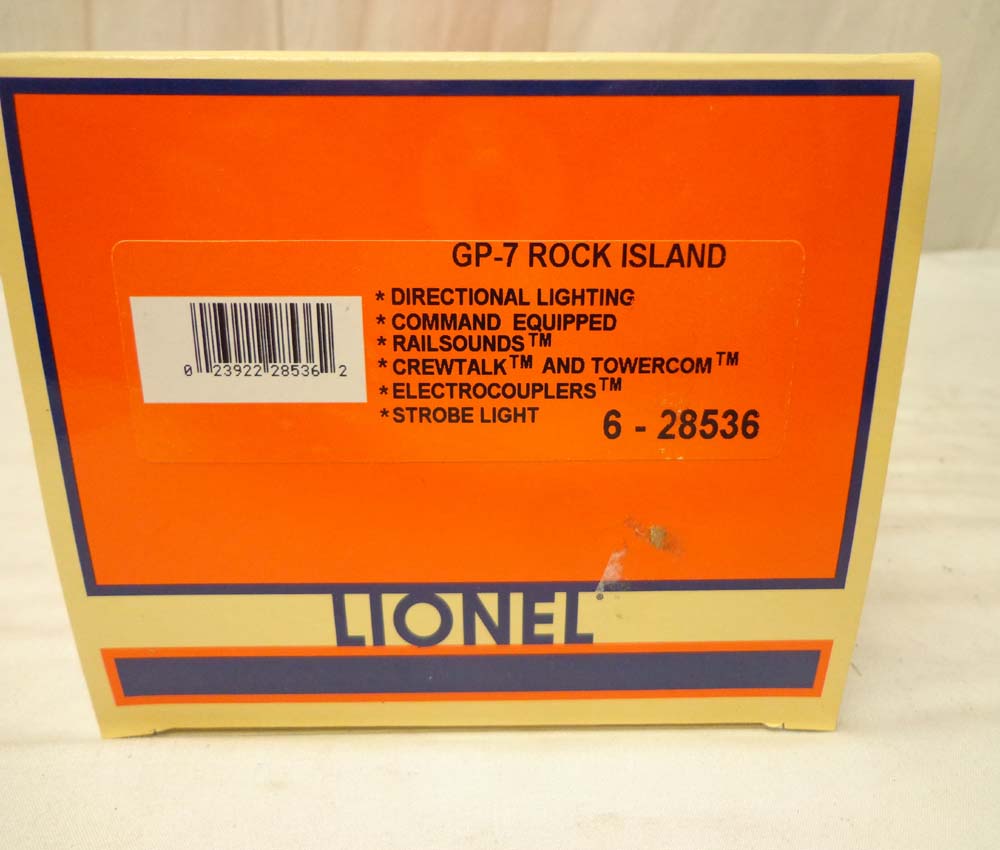 GP-7 ROCK ISLAND
* DIRECTIONAL LIGHTING
* COMMAND EQUIPPED
* RAILSOUNDS™
* CREWTALK™ AND TOWERCOM™
* ELECTROCOUPLERS™
* STROBE LIGHT
6 - 28536
0 23922 28536 2
LIONEL®